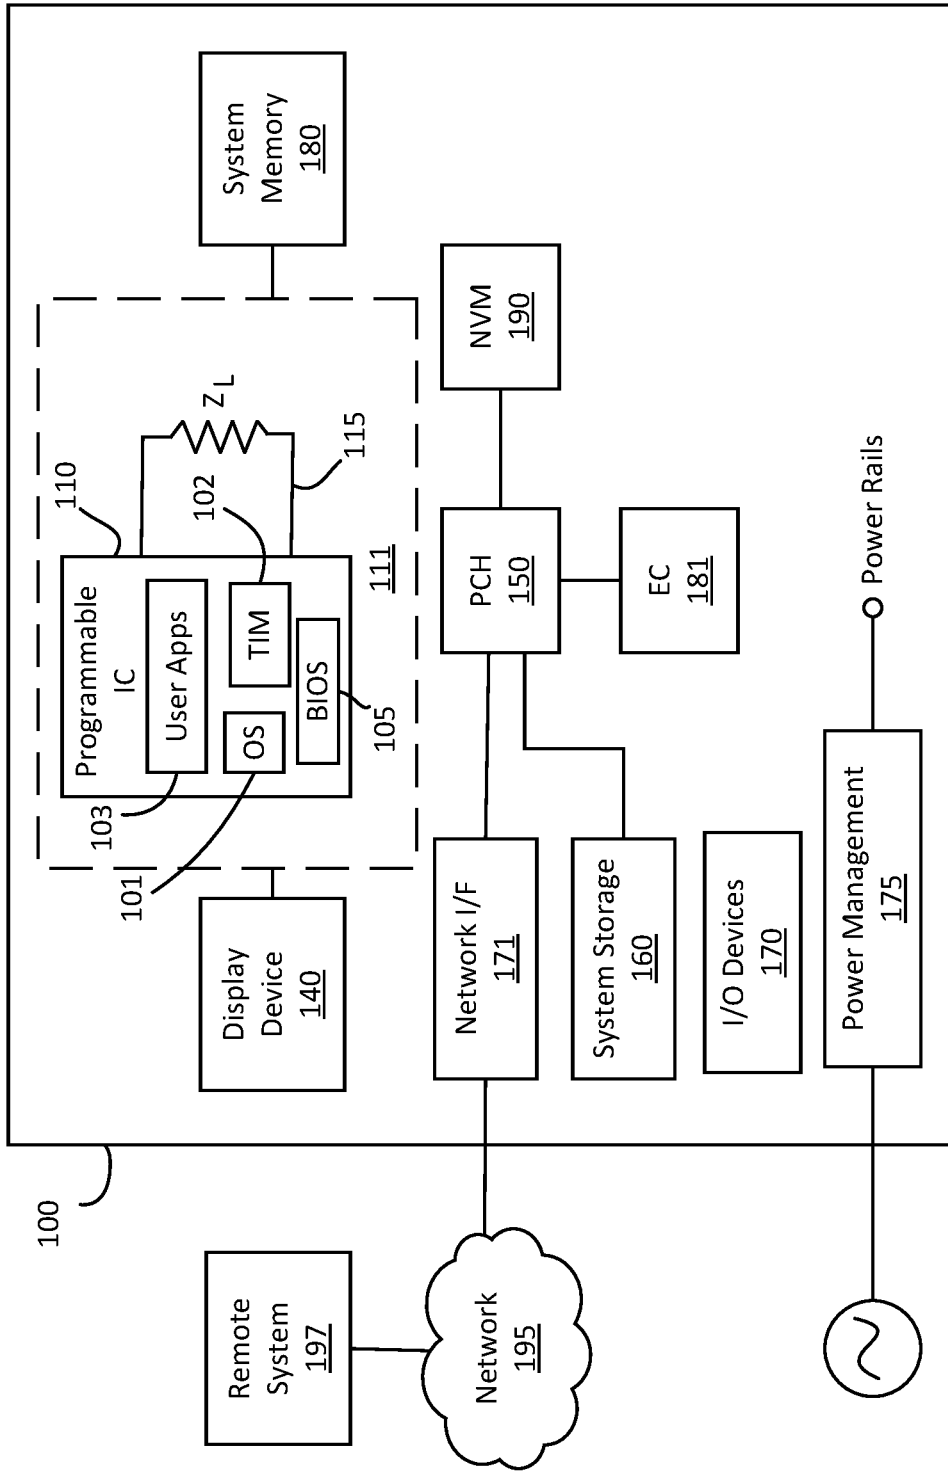 100
Remote
System
197
Network
195
Display
Device
140
101
103
Programmable
IC
User Apps
OS
TIM
BIOS
105
110
102
115
Z L
111
System
Memory
180
Network I/F
171
System Storage
160
I/O Devices
170
Power Management
175
PCH
150
NVM
190
EC
181
Power Rails